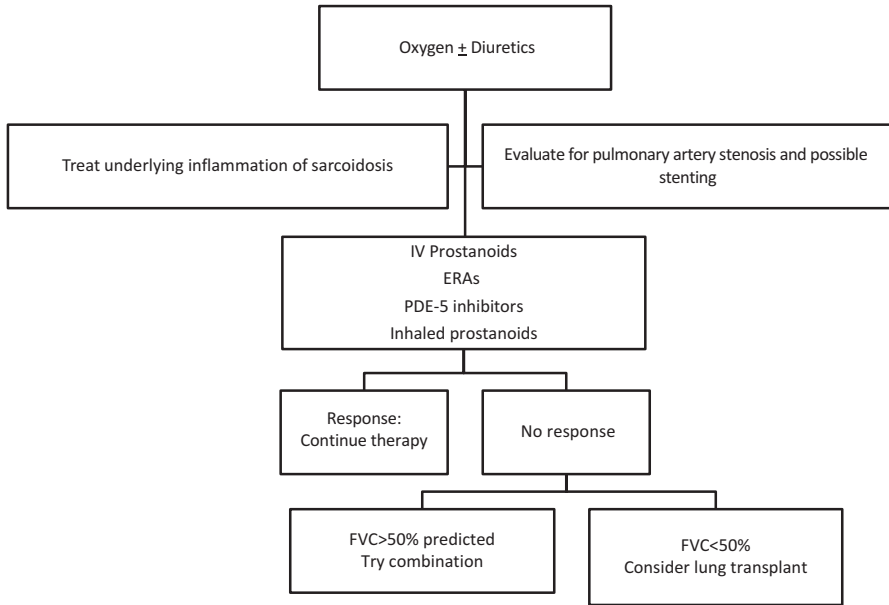 Oxygen ± Diuretics
Treat underlying inflammation of sarcoidosis
Evaluate for pulmonary artery stenosis and possible
stenting
IV Prostanoids
ERAs
PDE-5 inhibitors
Inhaled prostanoids
Response:
Continue therapy
No response
FVC>50% predicted
Try combination
FVC<50%
Consider lung transplant